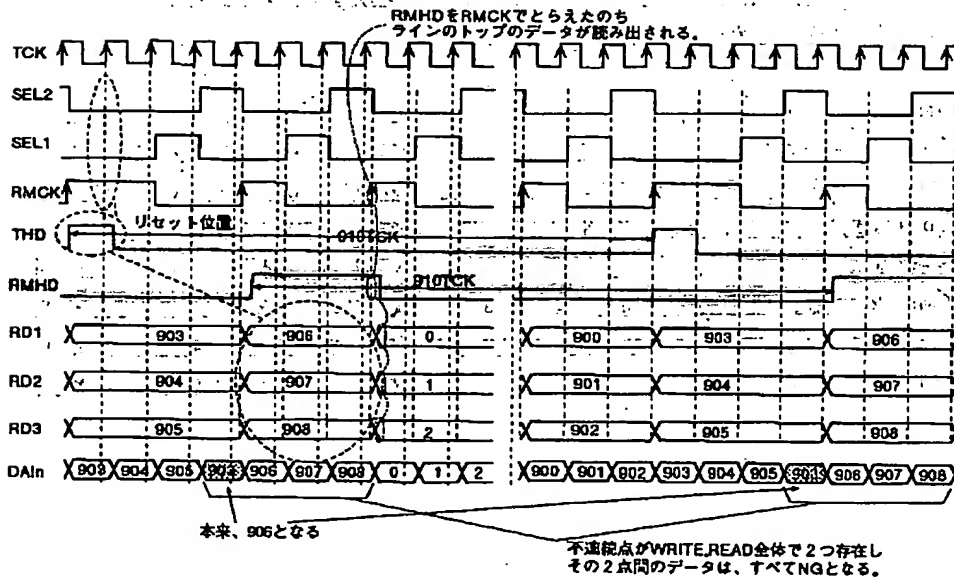 RMHDをRMCKでとらえたのち
ラインのトップのデータが読み出される。
TCK
SEL2
SEL1
RMCK
リセット位置
THD
910TCK
RMHD
910TCK
RD1 903 906 0 900 903 906
RD2 904 907 1 901 904 907
RD3 905 908 2 902 905 908
DAIn 903 904 905 903 906 907 908 0 1 2 900 901 902 903 904 905 903 906 907 908
本来、906となる
不連続点がWRITE,READ全体で2つ存在し
その2点間のデータは、すべてNGとなる。